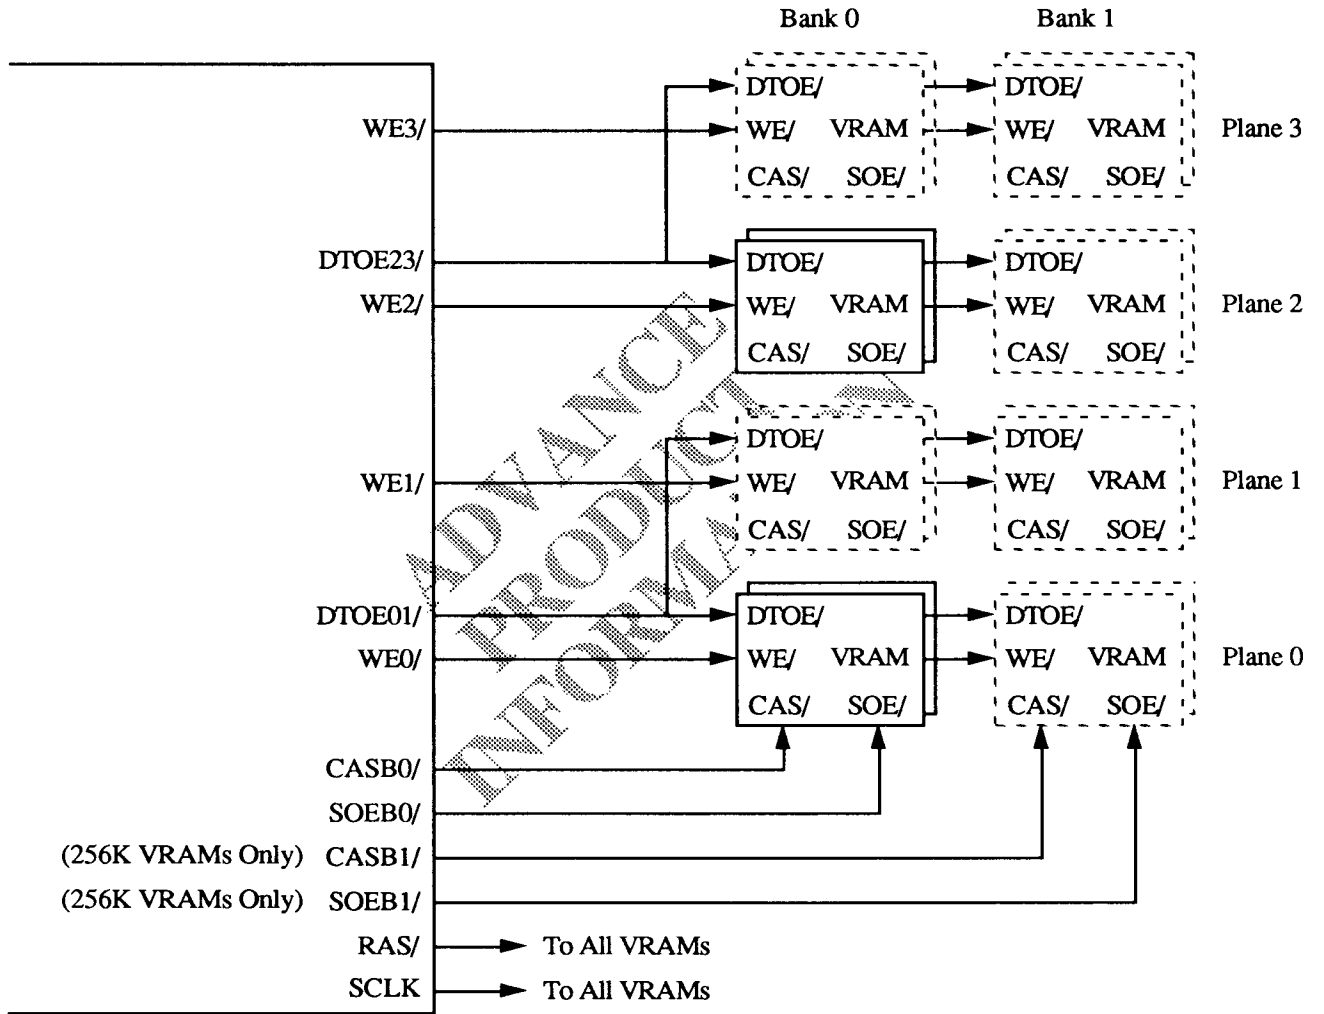 Bank 0 Bank 1
DTOE/ DTOE/
WE3/ WE/ VRAM WE/ VRAM Plane 3
CAS/ SOE/ CAS/ SOE/
DTOE23/ DTOE/ DTOE/
WE2/ WE/ VRAM WE/ VRAM Plane 2
CAS/ SOE/ CAS/ SOE/
ADVANCE
PRODUCT
DTOE/ DTOE/
WE1/ WE/ VRAM WE/ VRAM Plane 1
CAS/ SOE/ CAS/ SOE/
DTOE01/ DTOE/ DTOE/
WE0/ WE/ VRAM WE/ VRAM Plane 0
CAS/ SOE/ CAS/ SOE/
CASB0/
SOEB0/
(256K VRAMs Only) CASB1/
(256K VRAMs Only) SOEB1/
RAS/ To All VRAMs
SCLK To All VRAMs